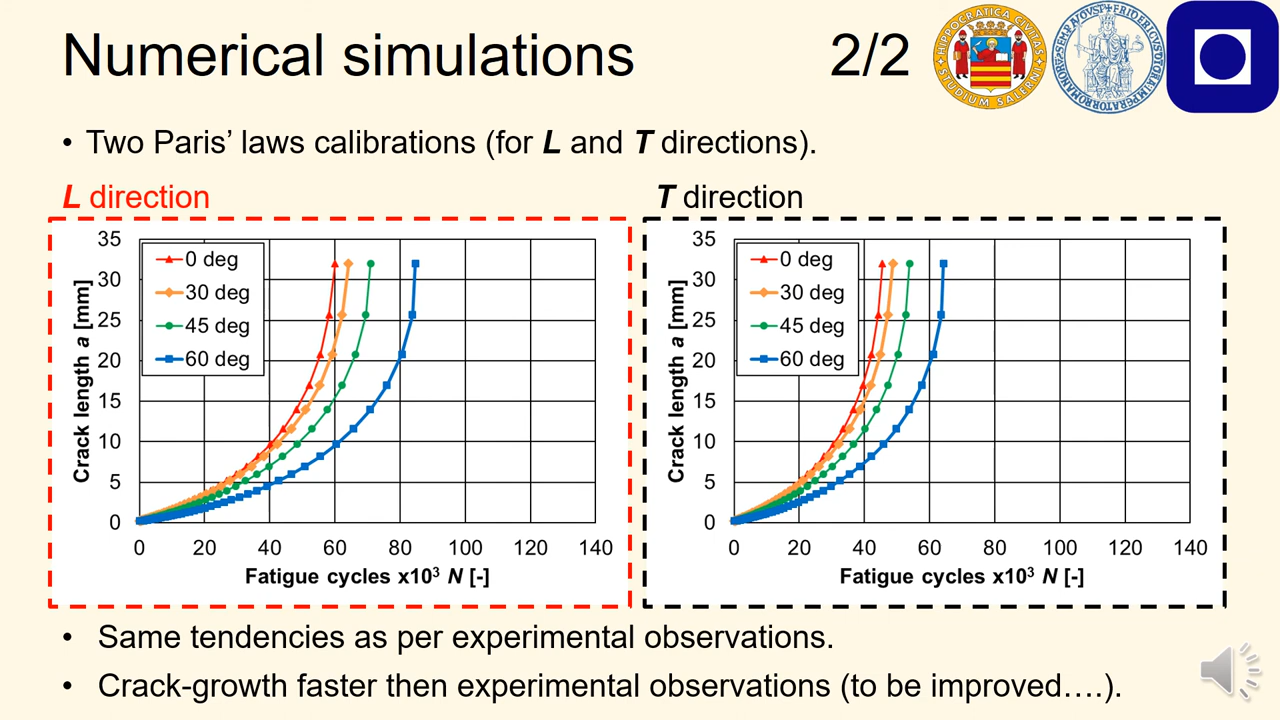 Numerical simulations 2/2
• Two Paris’ laws calibrations (for L and T directions).
L direction
T direction
35
30
25
20
15
10
5
0
Crack length a [mm]
0 deg
30 deg
45 deg
60 deg
0 20 40 60 80 100 120 140
Fatigue cycles x10³ N [-]
35
30
25
20
15
10
5
0
Crack length a [mm]
0 deg
30 deg
45 deg
60 deg
0 20 40 60 80 100 120 140
Fatigue cycles x10³ N [-]
• Same tendencies as per experimental observations.
• Crack-growth faster then experimental observations (to be improved….).
HIPPOCRATICA CIVITAS
STUDIUM SALERNI